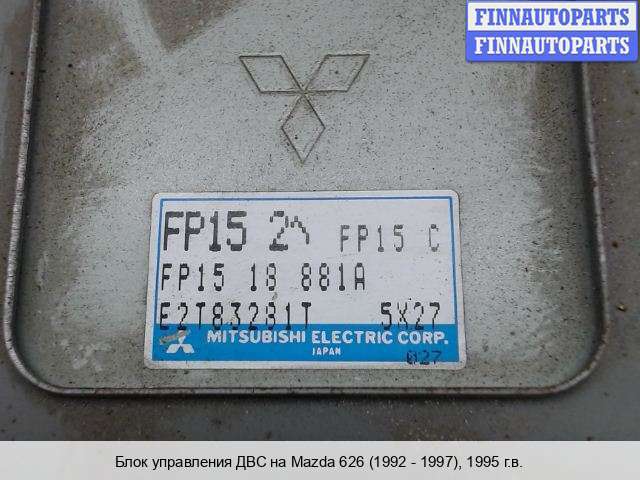 FINNAUTOPARTS
FINNAUTOPARTS
FP15 2 FP15 C
FP15 18 881A
E2T83281T 5X27
MITSUBISHI ELECTRIC CORP.
JAPAN 027
Блок управления ДВС на Mazda 626 (1992 - 1997), 1995 г.в.